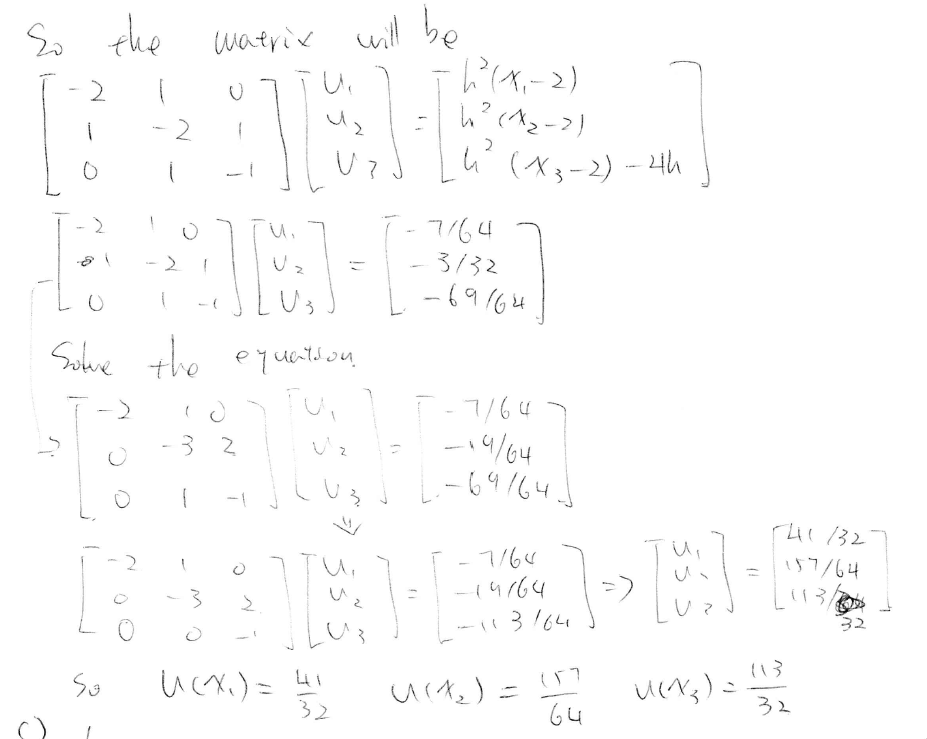 So the matrix will be
[-2 1 0; 1 -2 1; 0 1 -1] [U₁; U₂; U₃] = [h²(x₁-2); h²(x₂-2); h²(x₃-2)-4h]
[-2 1 0; 1 -2 1; 0 1 -1] [U₁; U₂; U₃] = [-7/64; -3/32; -69/64]
Solve the equation
→ [-2 1 0; 0 -3 2; 0 1 -1] [U₁; U₂; U₃] = [-7/64; -19/64; -69/64]
⇓
[-2 1 0; 0 -3 2; 0 0 -1] [U₁; U₂; U₃] = [-7/64; -19/64; -113/64] => [U₁; U₂; U₃] = [41/32; 157/64; 113/32]
So U(x₁) = 41/32 U(x₂) = 157/64 U(x₃) = 113/32
C)